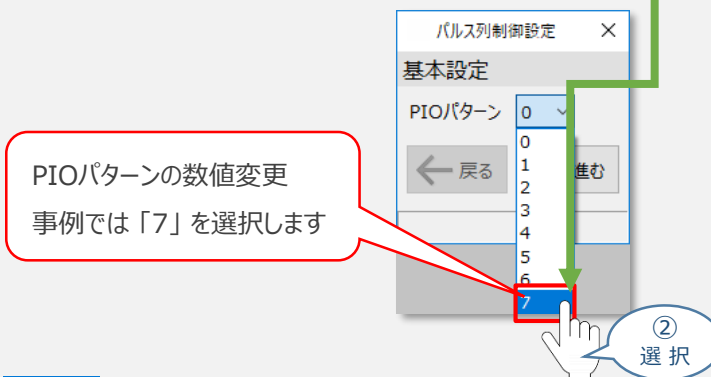 パルス列制御設定 ×
基本設定
PIOパターン 0
0
1
2
3
4
5
6
7
← 戻る
進む
PIOパターンの数値変更
事例では「7」を選択します
②
選 択